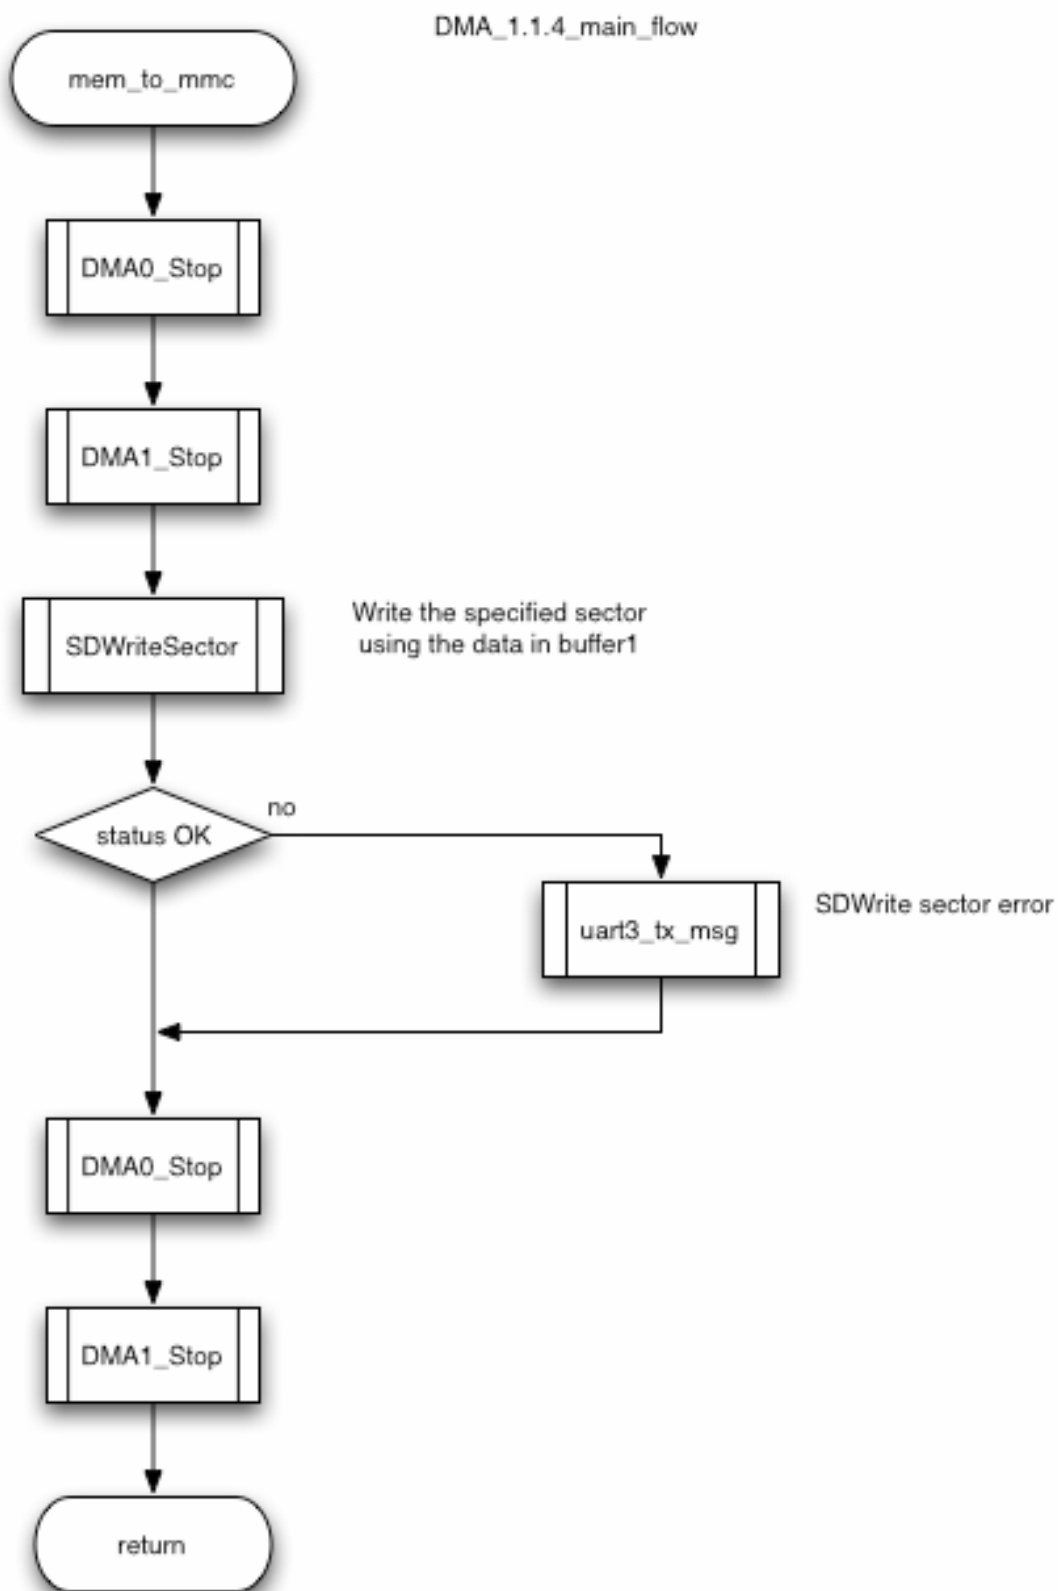 DMA_1.1.4_main_flow
mem_to_mmc
DMA0_Stop
DMA1_Stop
SDWriteSector
Write the specified sector
using the data in buffer1
status OK
no
uart3_tx_msg
SDWrite sector error
DMA0_Stop
DMA1_Stop
return